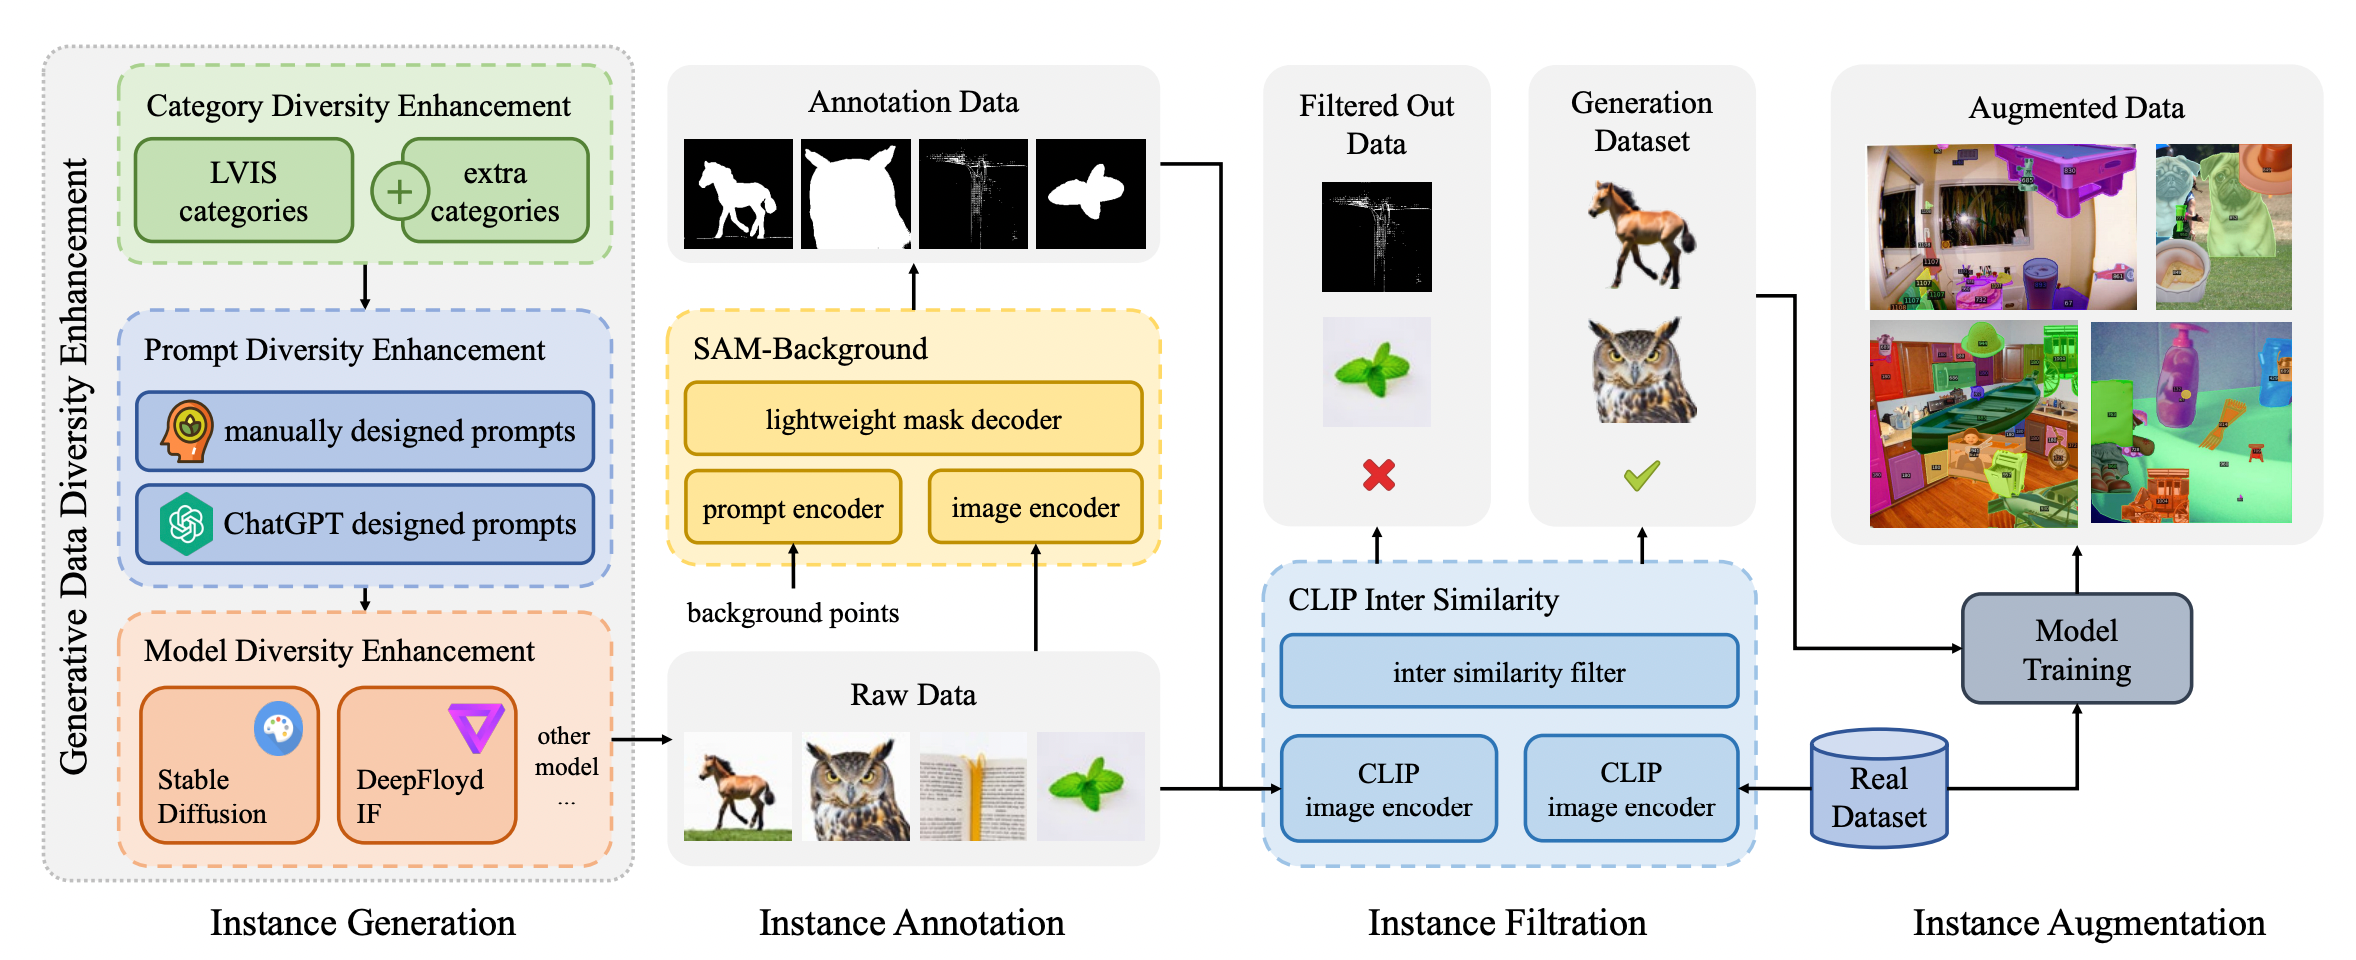 Generative Data Diversity Enhancement
Category Diversity Enhancement
LVIS
categories
+
extra
categories
Prompt Diversity Enhancement
manually designed prompts
ChatGPT designed prompts
Model Diversity Enhancement
Stable
Diffusion
DeepFloyd
IF
other
model
...
Instance Generation
Annotation Data
SAM-Background
lightweight mask decoder
prompt encoder
image encoder
background points
Raw Data
Instance Annotation
Filtered Out
Data
Generation
Dataset
CLIP Inter Similarity
inter similarity filter
CLIP
image encoder
CLIP
image encoder
Instance Filtration
Augmented Data
Model
Training
Real
Dataset
Instance Augmentation